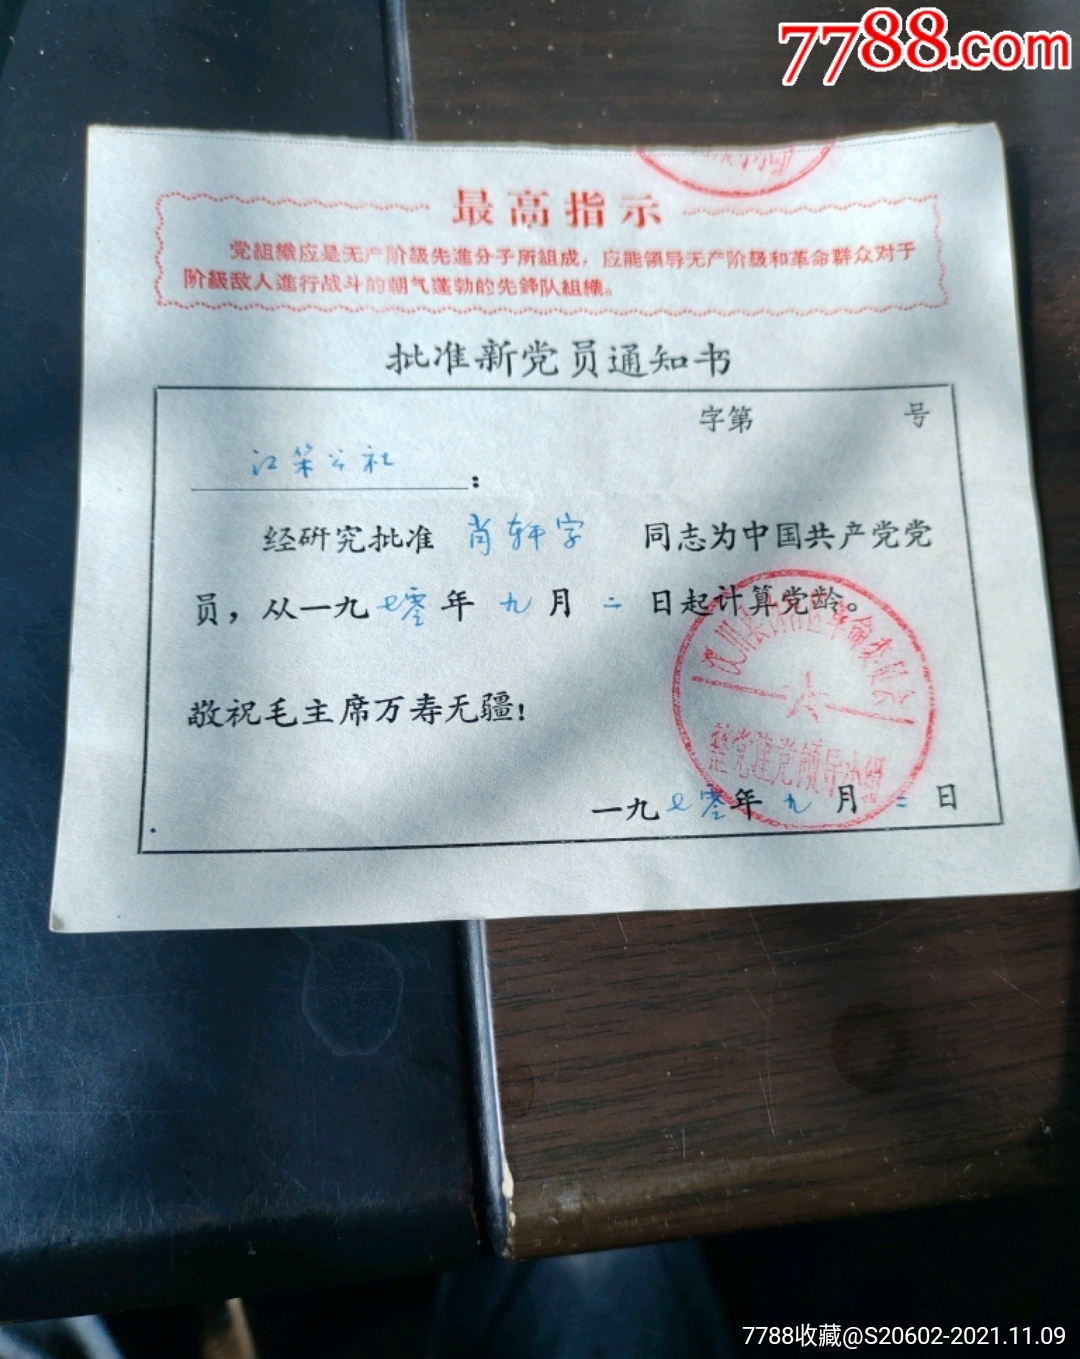 7788.com
最高指示
党組織应是无产阶級先進分子所組成，应能領导无产阶級和革命群众对于
阶級敌人進行战斗的朝气蓬勃的先鋒队組織。
批准新党员通知书
字第 号
公社：
经研究批准 肖轩字 同志为中国共产党党
员，从一九七零年九月二日起计算党龄。
敬祝毛主席万寿无疆！
革命委员会
整党建党领导小组
一九七零年九月二日
7788收藏@S20602-2021.11.09